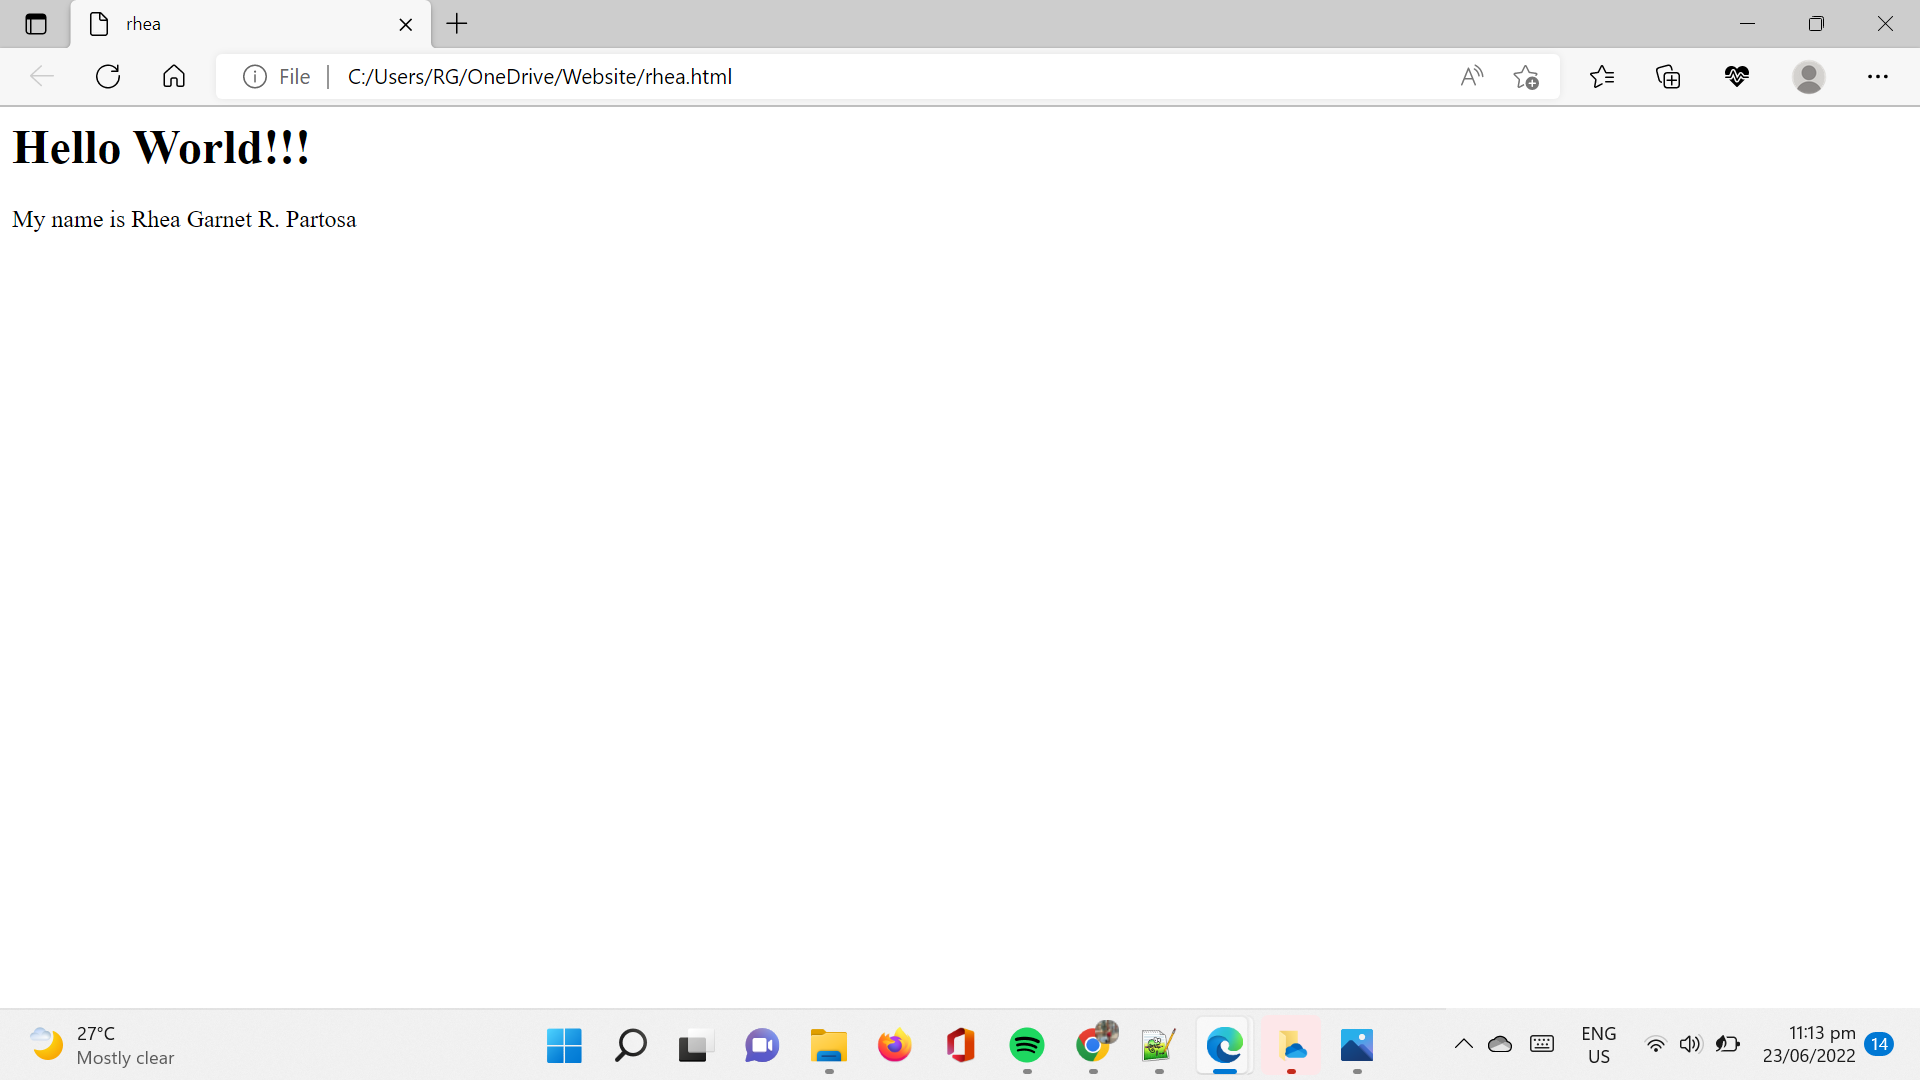 rhea
File
C:/Users/RG/OneDrive/Website/rhea.html
Hello World!!!
My name is Rhea Garnet R. Partosa
27°C
Mostly clear
ENG
US
11:13 pm
23/06/2022
14